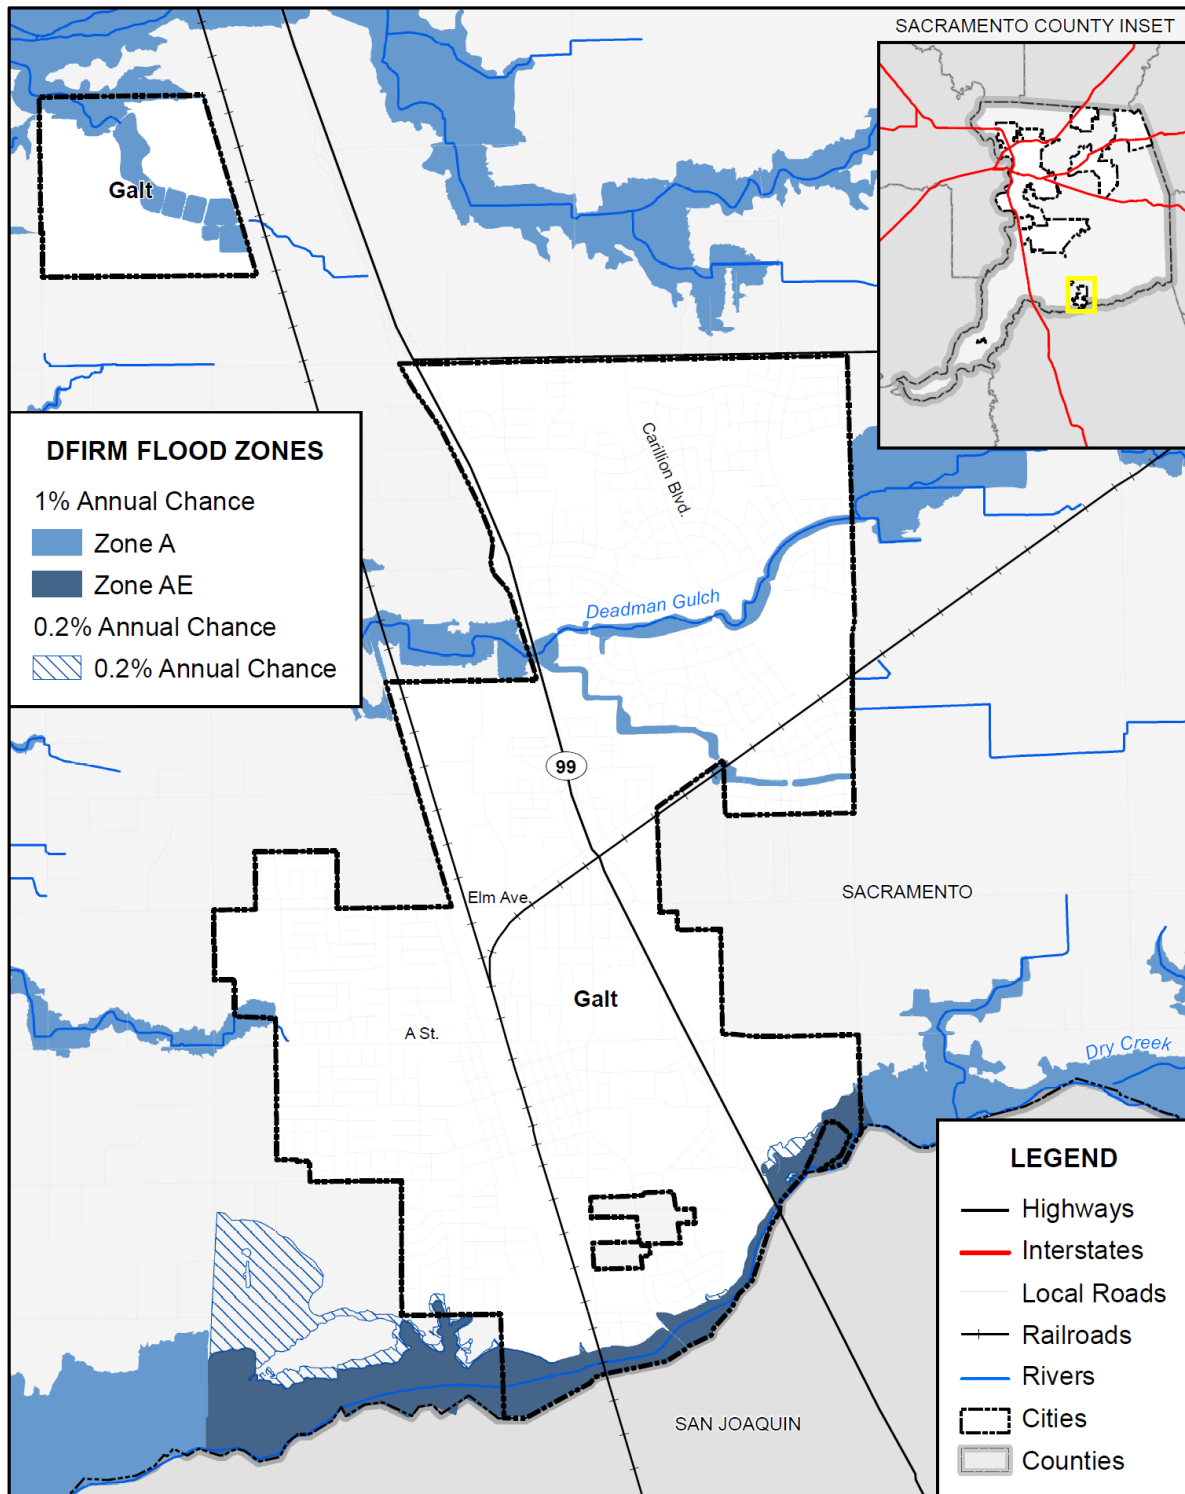 SACRAMENTO COUNTY INSET
Galt
Carillion Blvd.
DFIRM FLOOD ZONES
1% Annual Chance
Zone A
Zone AE
0.2% Annual Chance
0.2% Annual Chance
Deadman Gulch
99
Elm Ave.
SACRAMENTO
Galt
A St.
Dry Creek
LEGEND
Highways
Interstates
Local Roads
Railroads
Rivers
Cities
Counties
SAN JOAQUIN